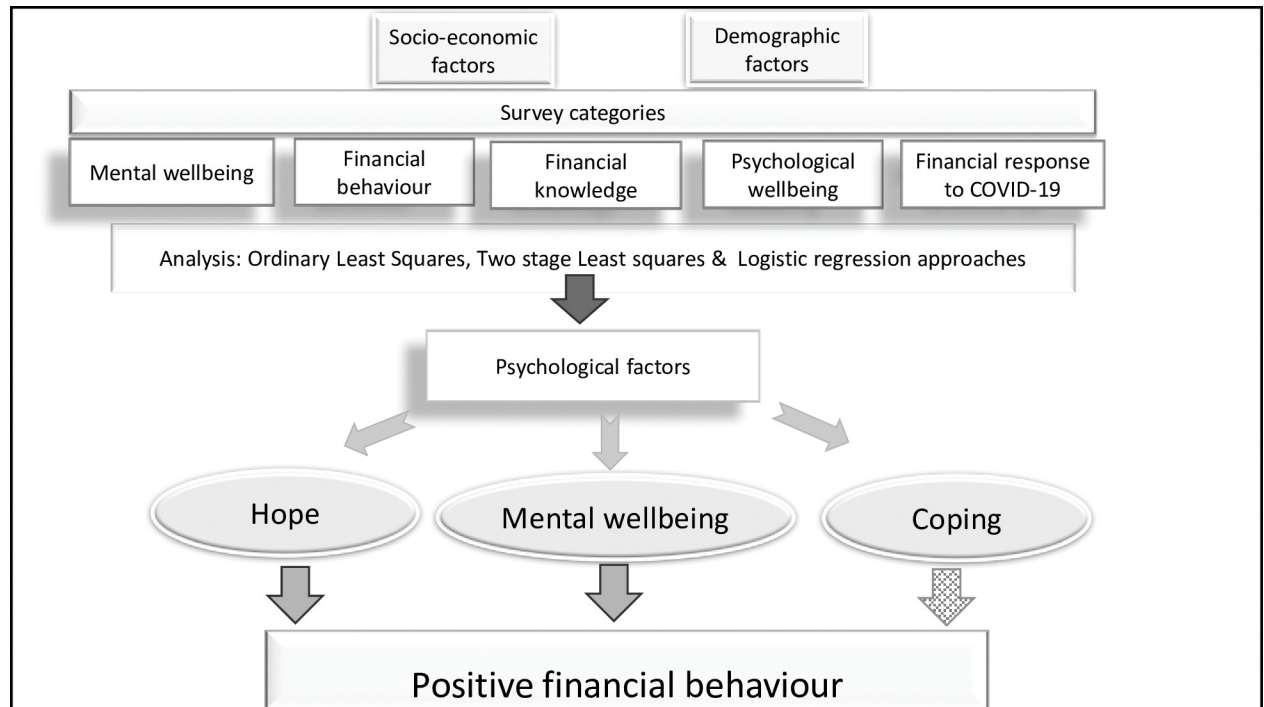 Socio-economic
factors
Demographic
factors
Survey categories
Mental wellbeing
Financial
behaviour
Financial
knowledge
Psychological
wellbeing
Financial response
to COVID-19
Analysis: Ordinary Least Squares, Two stage Least squares & Logistic regression approaches
Psychological factors
Hope
Mental wellbeing
Coping
Positive financial behaviour